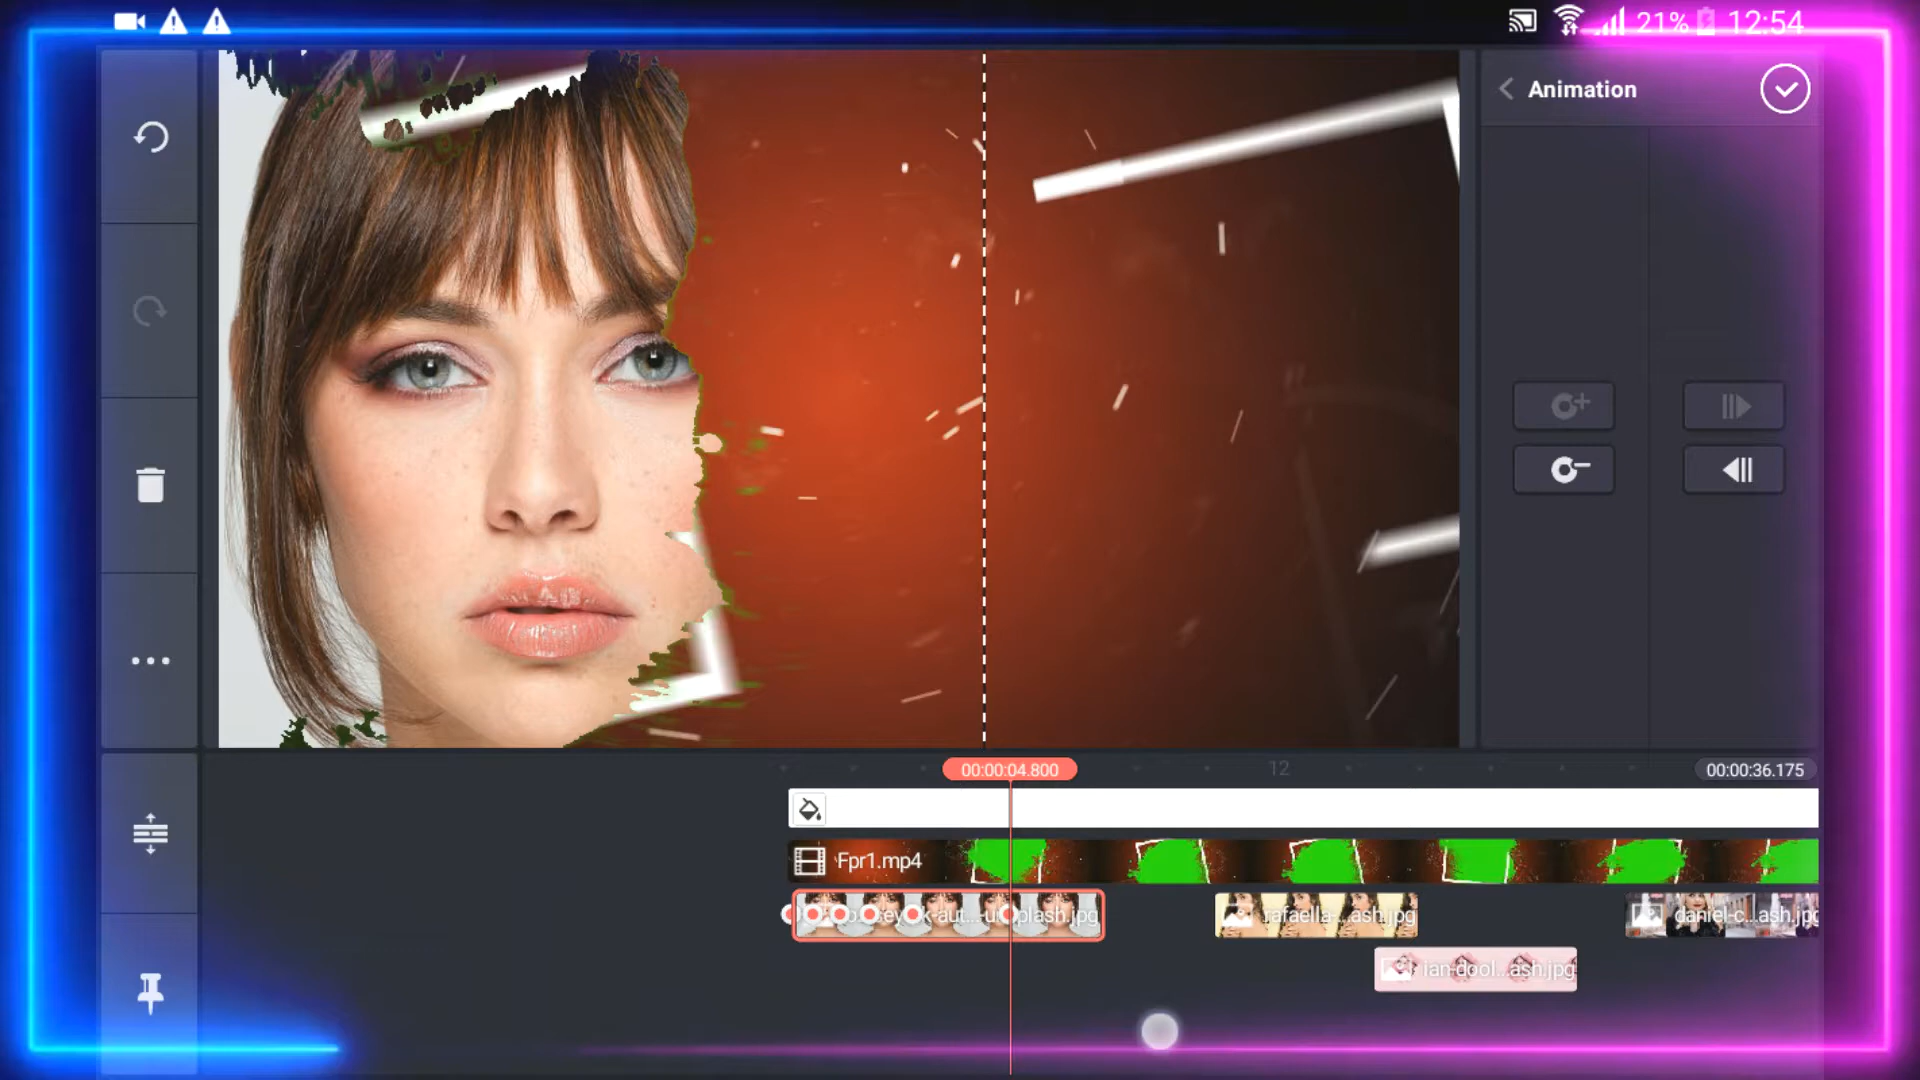 21% 12:54
Animation
00:00:04.800
12
00:00:36.175
Fpr1.mp4
k-aut...-u plash.jpg
rafaella-...ash.jpg
daniel-c...ash.jpg
ian-dool...ash.jpg